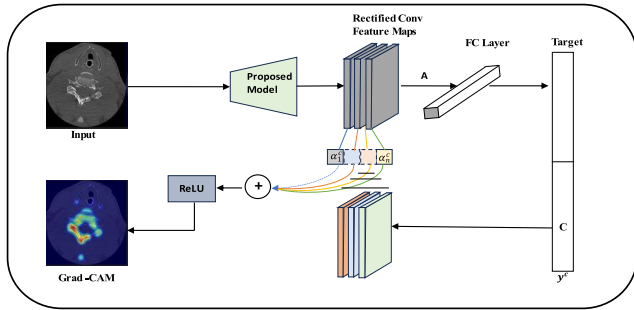 Rectified Conv
Feature Maps
FC Layer
Target
Proposed
Model
A
Input
α₁ᶜ
αₙᶜ
ReLU
+
C
Grad -CAM
yᶜ